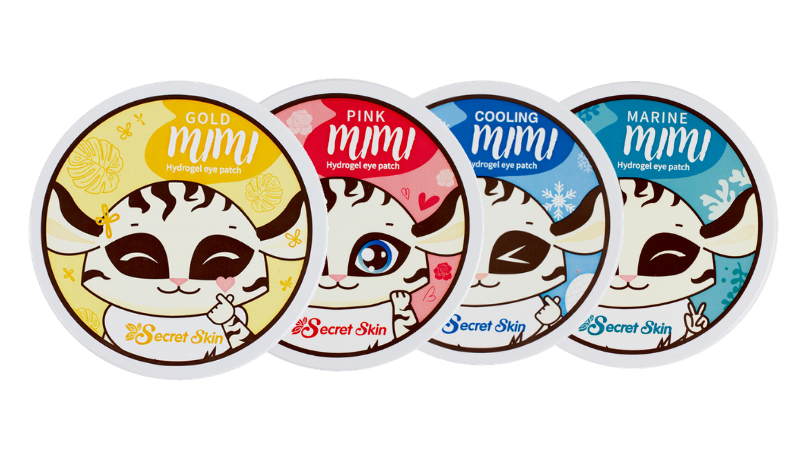 GOLD
MIMI
Hydrogel eye patch
Secret Skin
PINK
MIMI
Hydrogel eye patch
Secret Skin
COOLING
MIMI
Hydrogel eye patch
Secret Skin
MARINE
MIMI
Hydrogel eye patch
Secret Skin